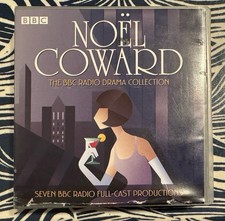 BBC
NOËL
COWARD
THE BBC RADIO DRAMA COLLECTION
SEVEN BBC RADIO FULL-CAST PRODUCTIONS